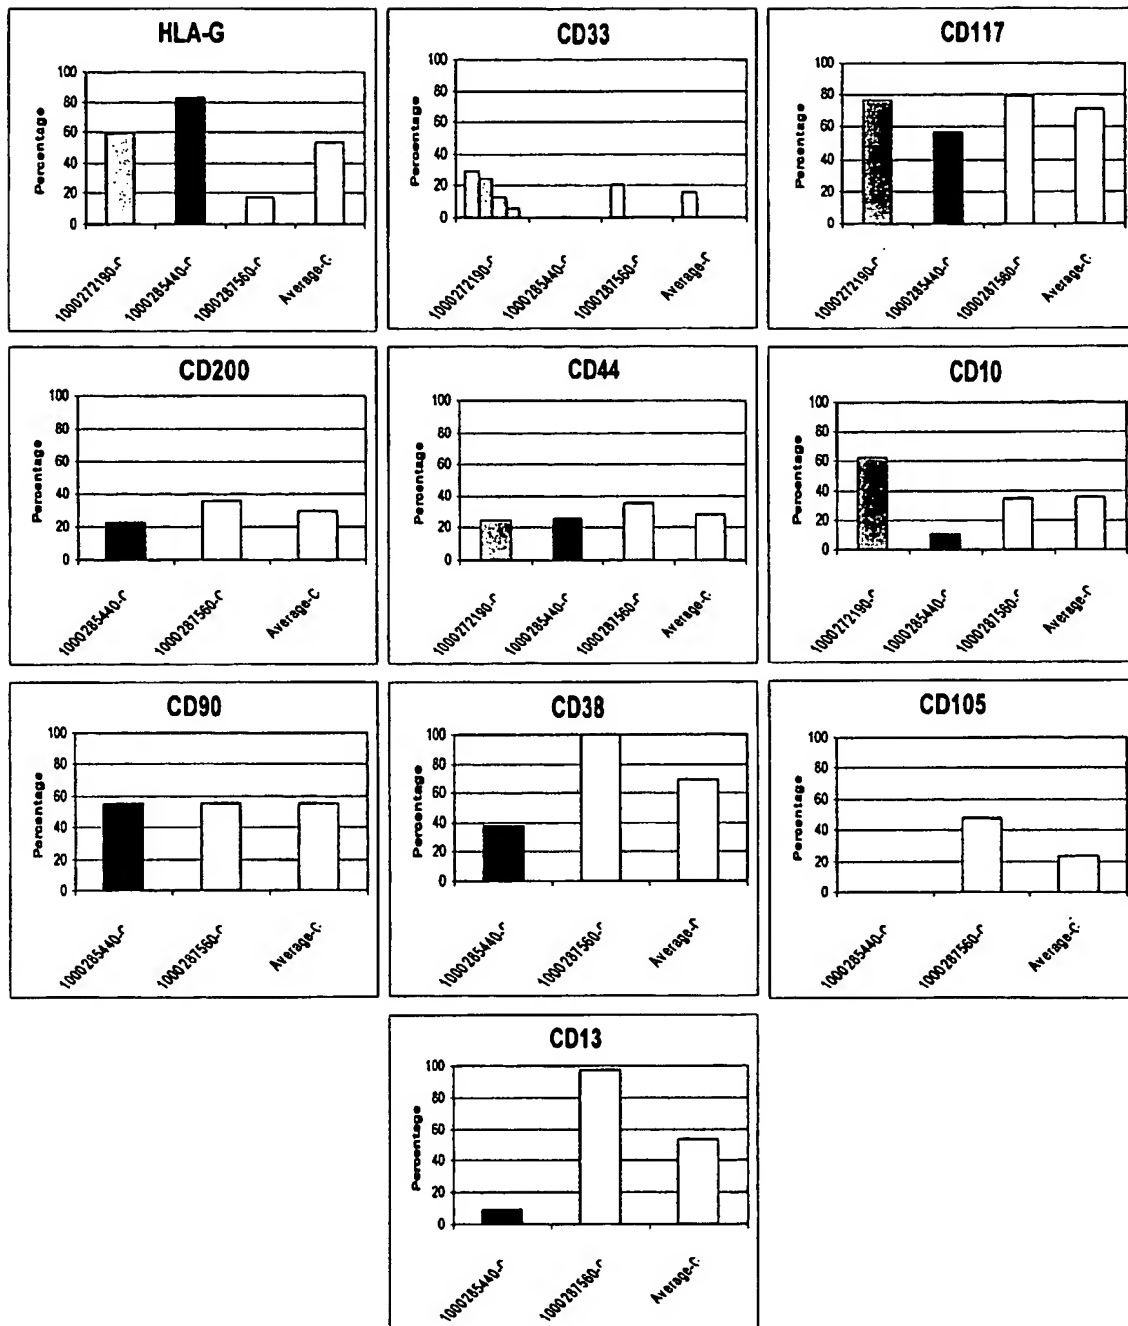 HLA-G
Percentage
100
80
60
40
20
0
1000272190-C
1000285440-C
1000287560-C
Average-C
CD33
Percentage
100
80
60
40
20
0
1000272190-C
1000285440-C
1000287560-C
Average-C
CD117
Percentage
100
80
60
40
20
0
1000272190-C
1000285440-C
1000287560-C
Average-C
CD200
Percentage
100
80
60
40
20
0
1000285440-C
1000287560-C
Average-C
CD44
Percentage
100
80
60
40
20
0
1000272190-C
1000285440-C
1000287560-C
Average-C
CD10
Percentage
100
80
60
40
20
0
1000272190-C
1000285440-C
1000287560-C
Average-C
CD90
Percentage
100
80
60
40
20
0
1000285440-C
1000287560-C
Average-C
CD38
Percentage
100
80
60
40
20
0
1000285440-C
1000287560-C
Average-C
CD105
Percentage
100
80
60
40
20
0
1000285440-C
1000287560-C
Average-C
CD13
Percentage
100
80
60
40
20
0
1000285440-C
1000287560-C
Average-C